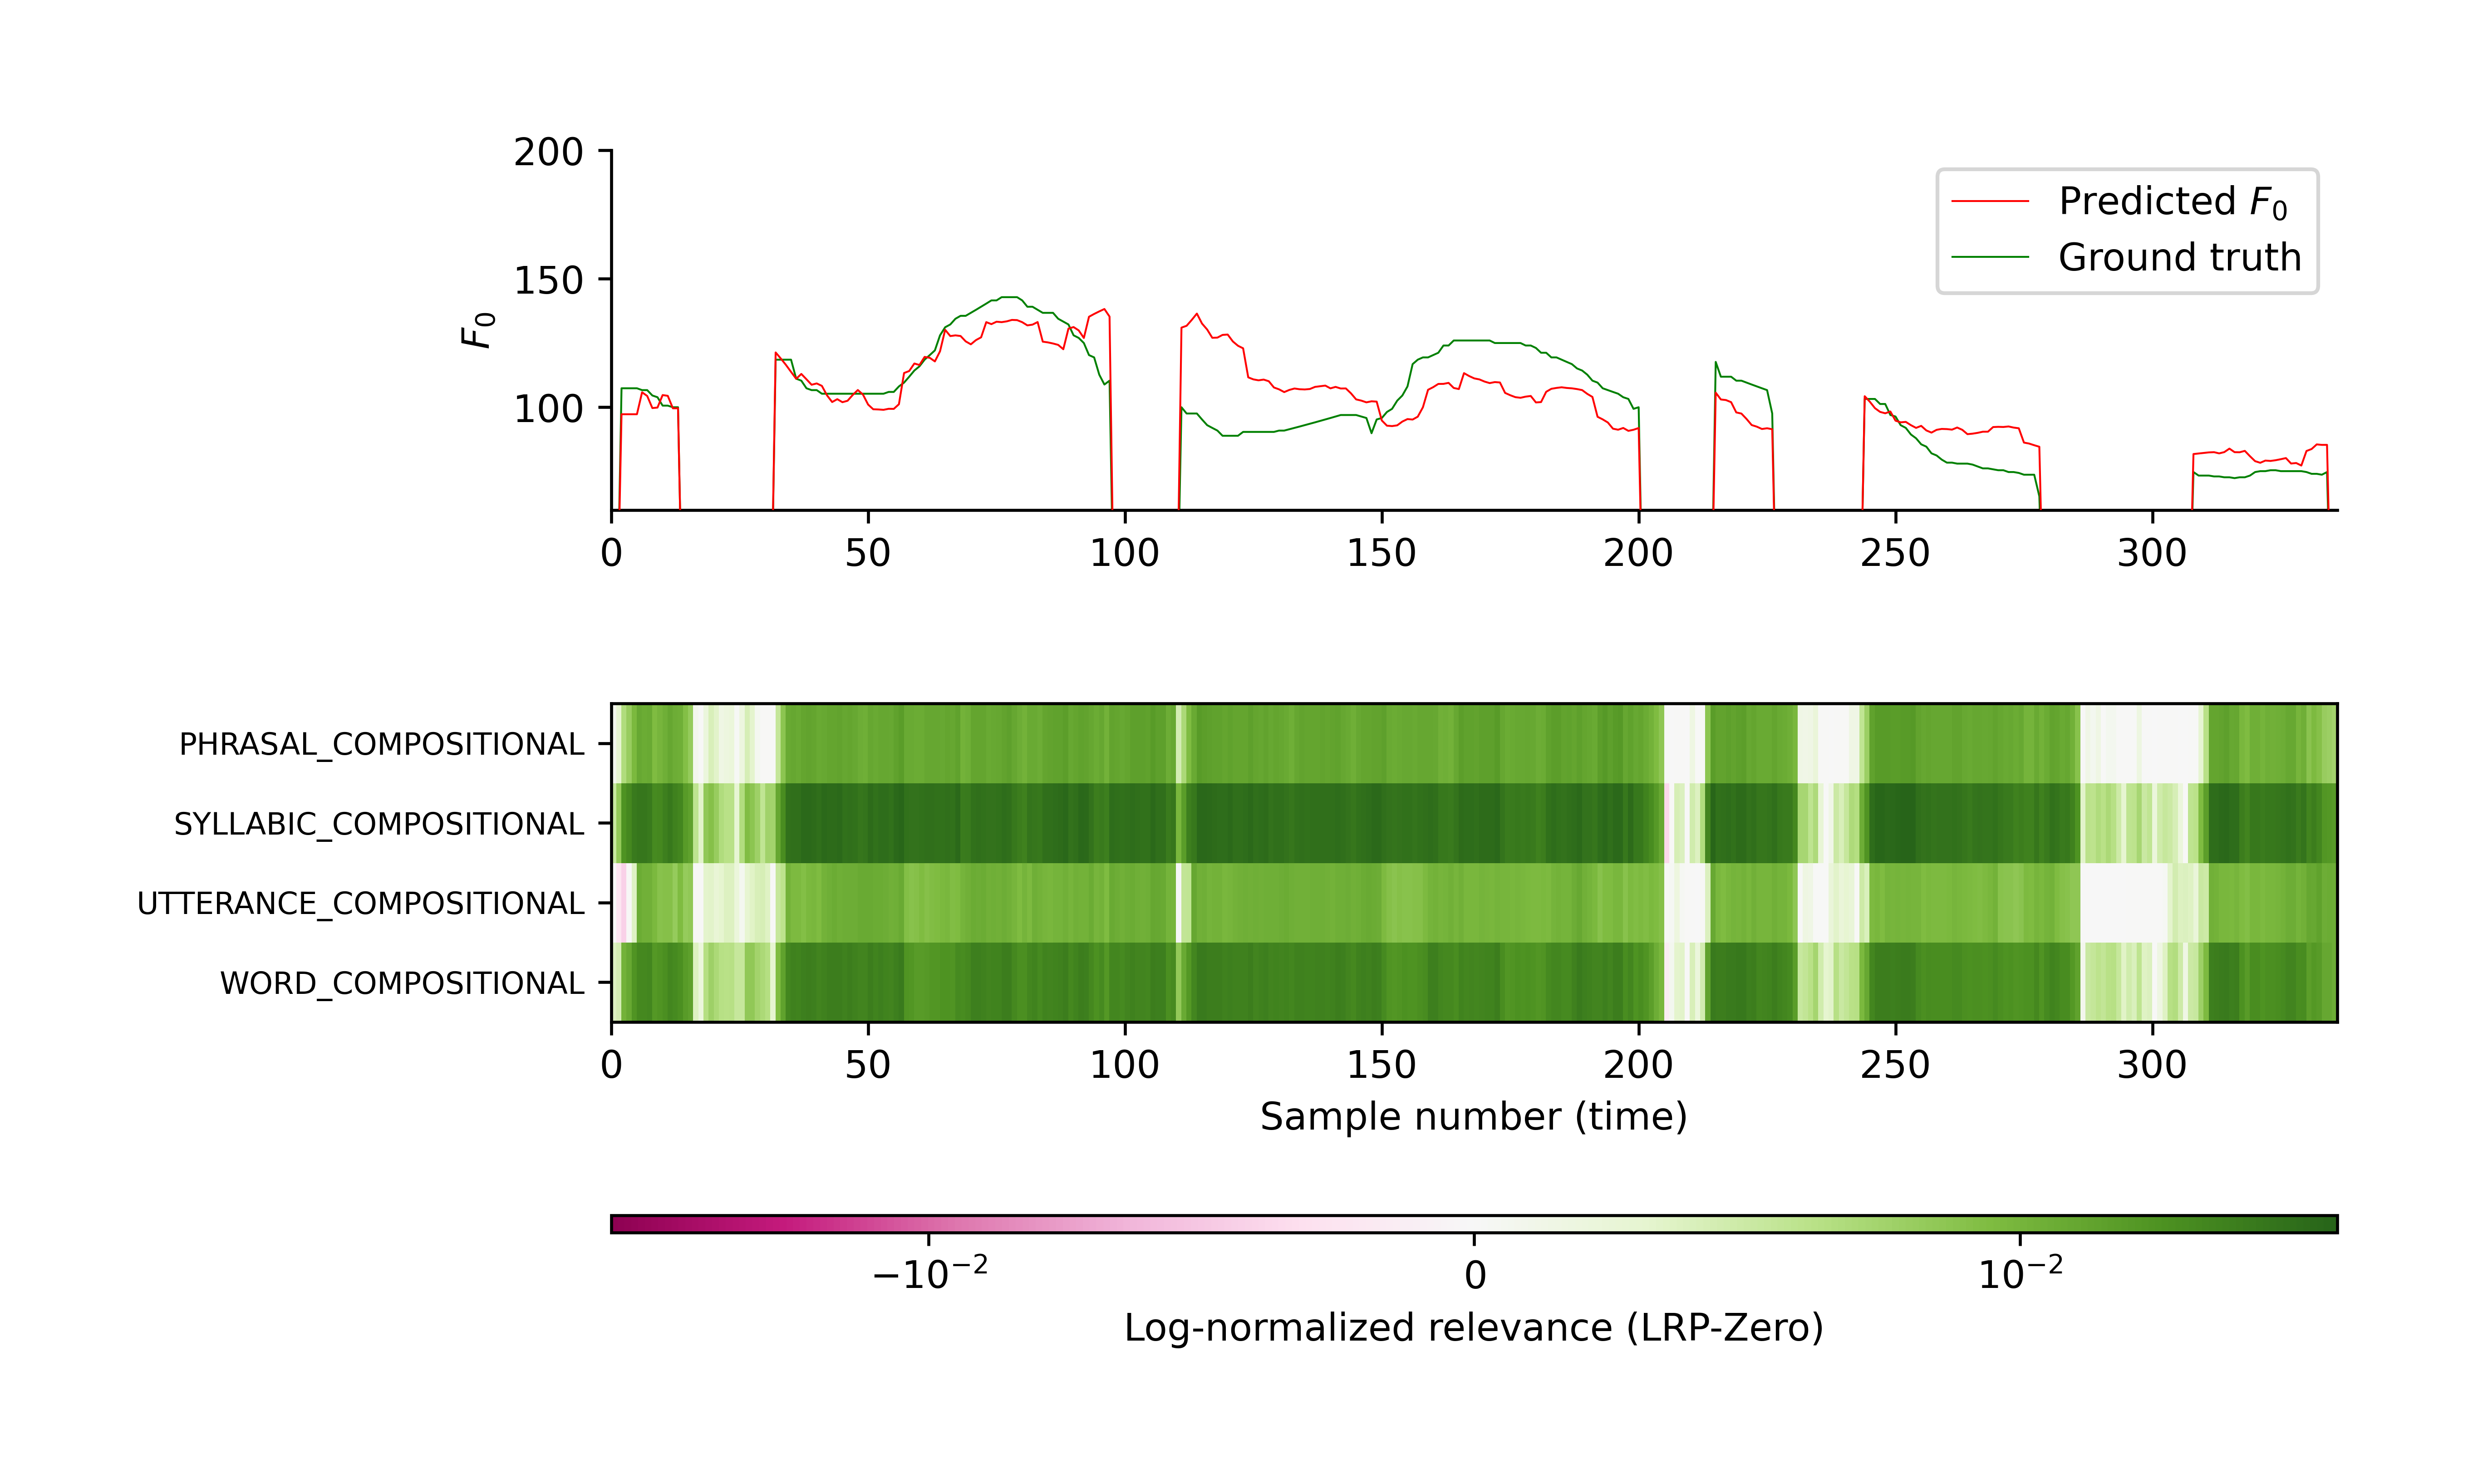 200
150
100
F₀
Predicted F₀
Ground truth
0 50 100 150 200 250 300
PHRASAL_COMPOSITIONAL
SYLLABIC_COMPOSITIONAL
UTTERANCE_COMPOSITIONAL
WORD_COMPOSITIONAL
0 50 100 150 200 250 300
Sample number (time)
−10⁻² 0 10⁻²
Log-normalized relevance (LRP-Zero)